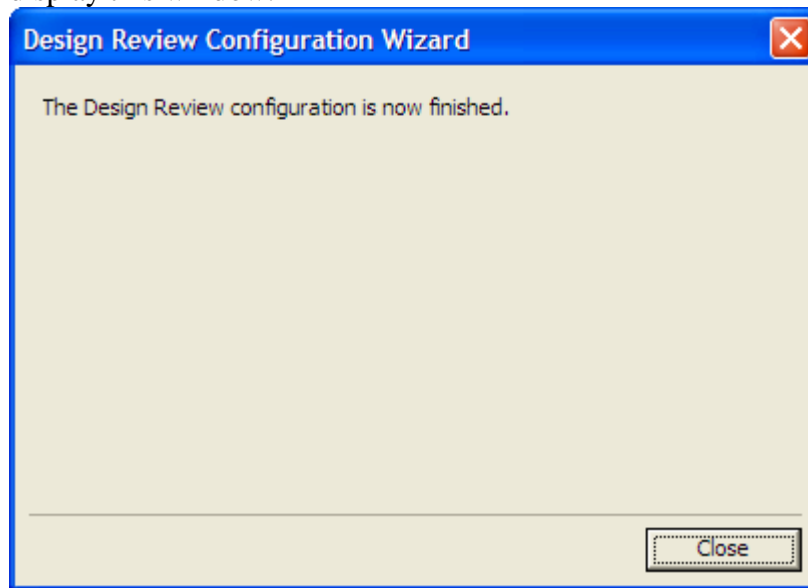 Design Review Configuration Wizard
The Design Review configuration is now finished.
Close